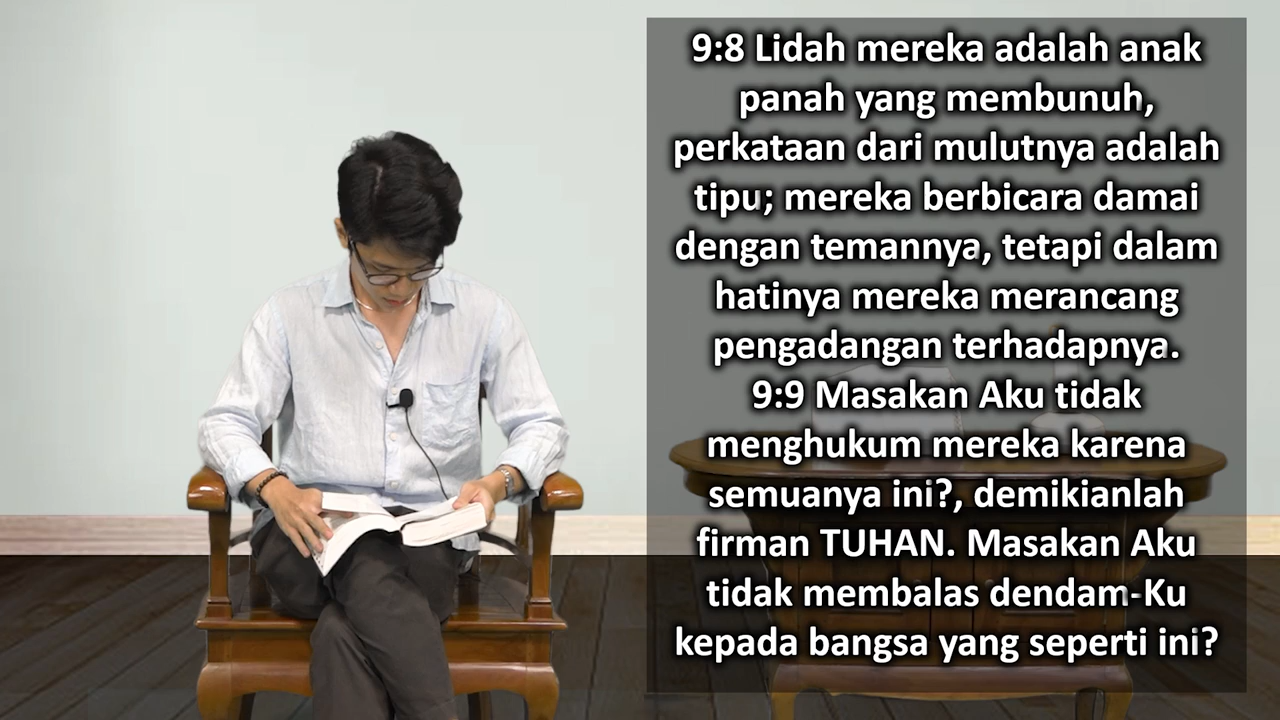 9:8 Lidah mereka adalah anak
panah yang membunuh,
perkataan dari mulutnya adalah
tipu; mereka berbicara damai
dengan temannya, tetapi dalam
hatinya mereka merancang
pengadangan terhadapnya.
9:9 Masakan Aku tidak
menghukum mereka karena
semuanya ini?, demikianlah
firman TUHAN. Masakan Aku
tidak membalas dendam-Ku
kepada bangsa yang seperti ini?